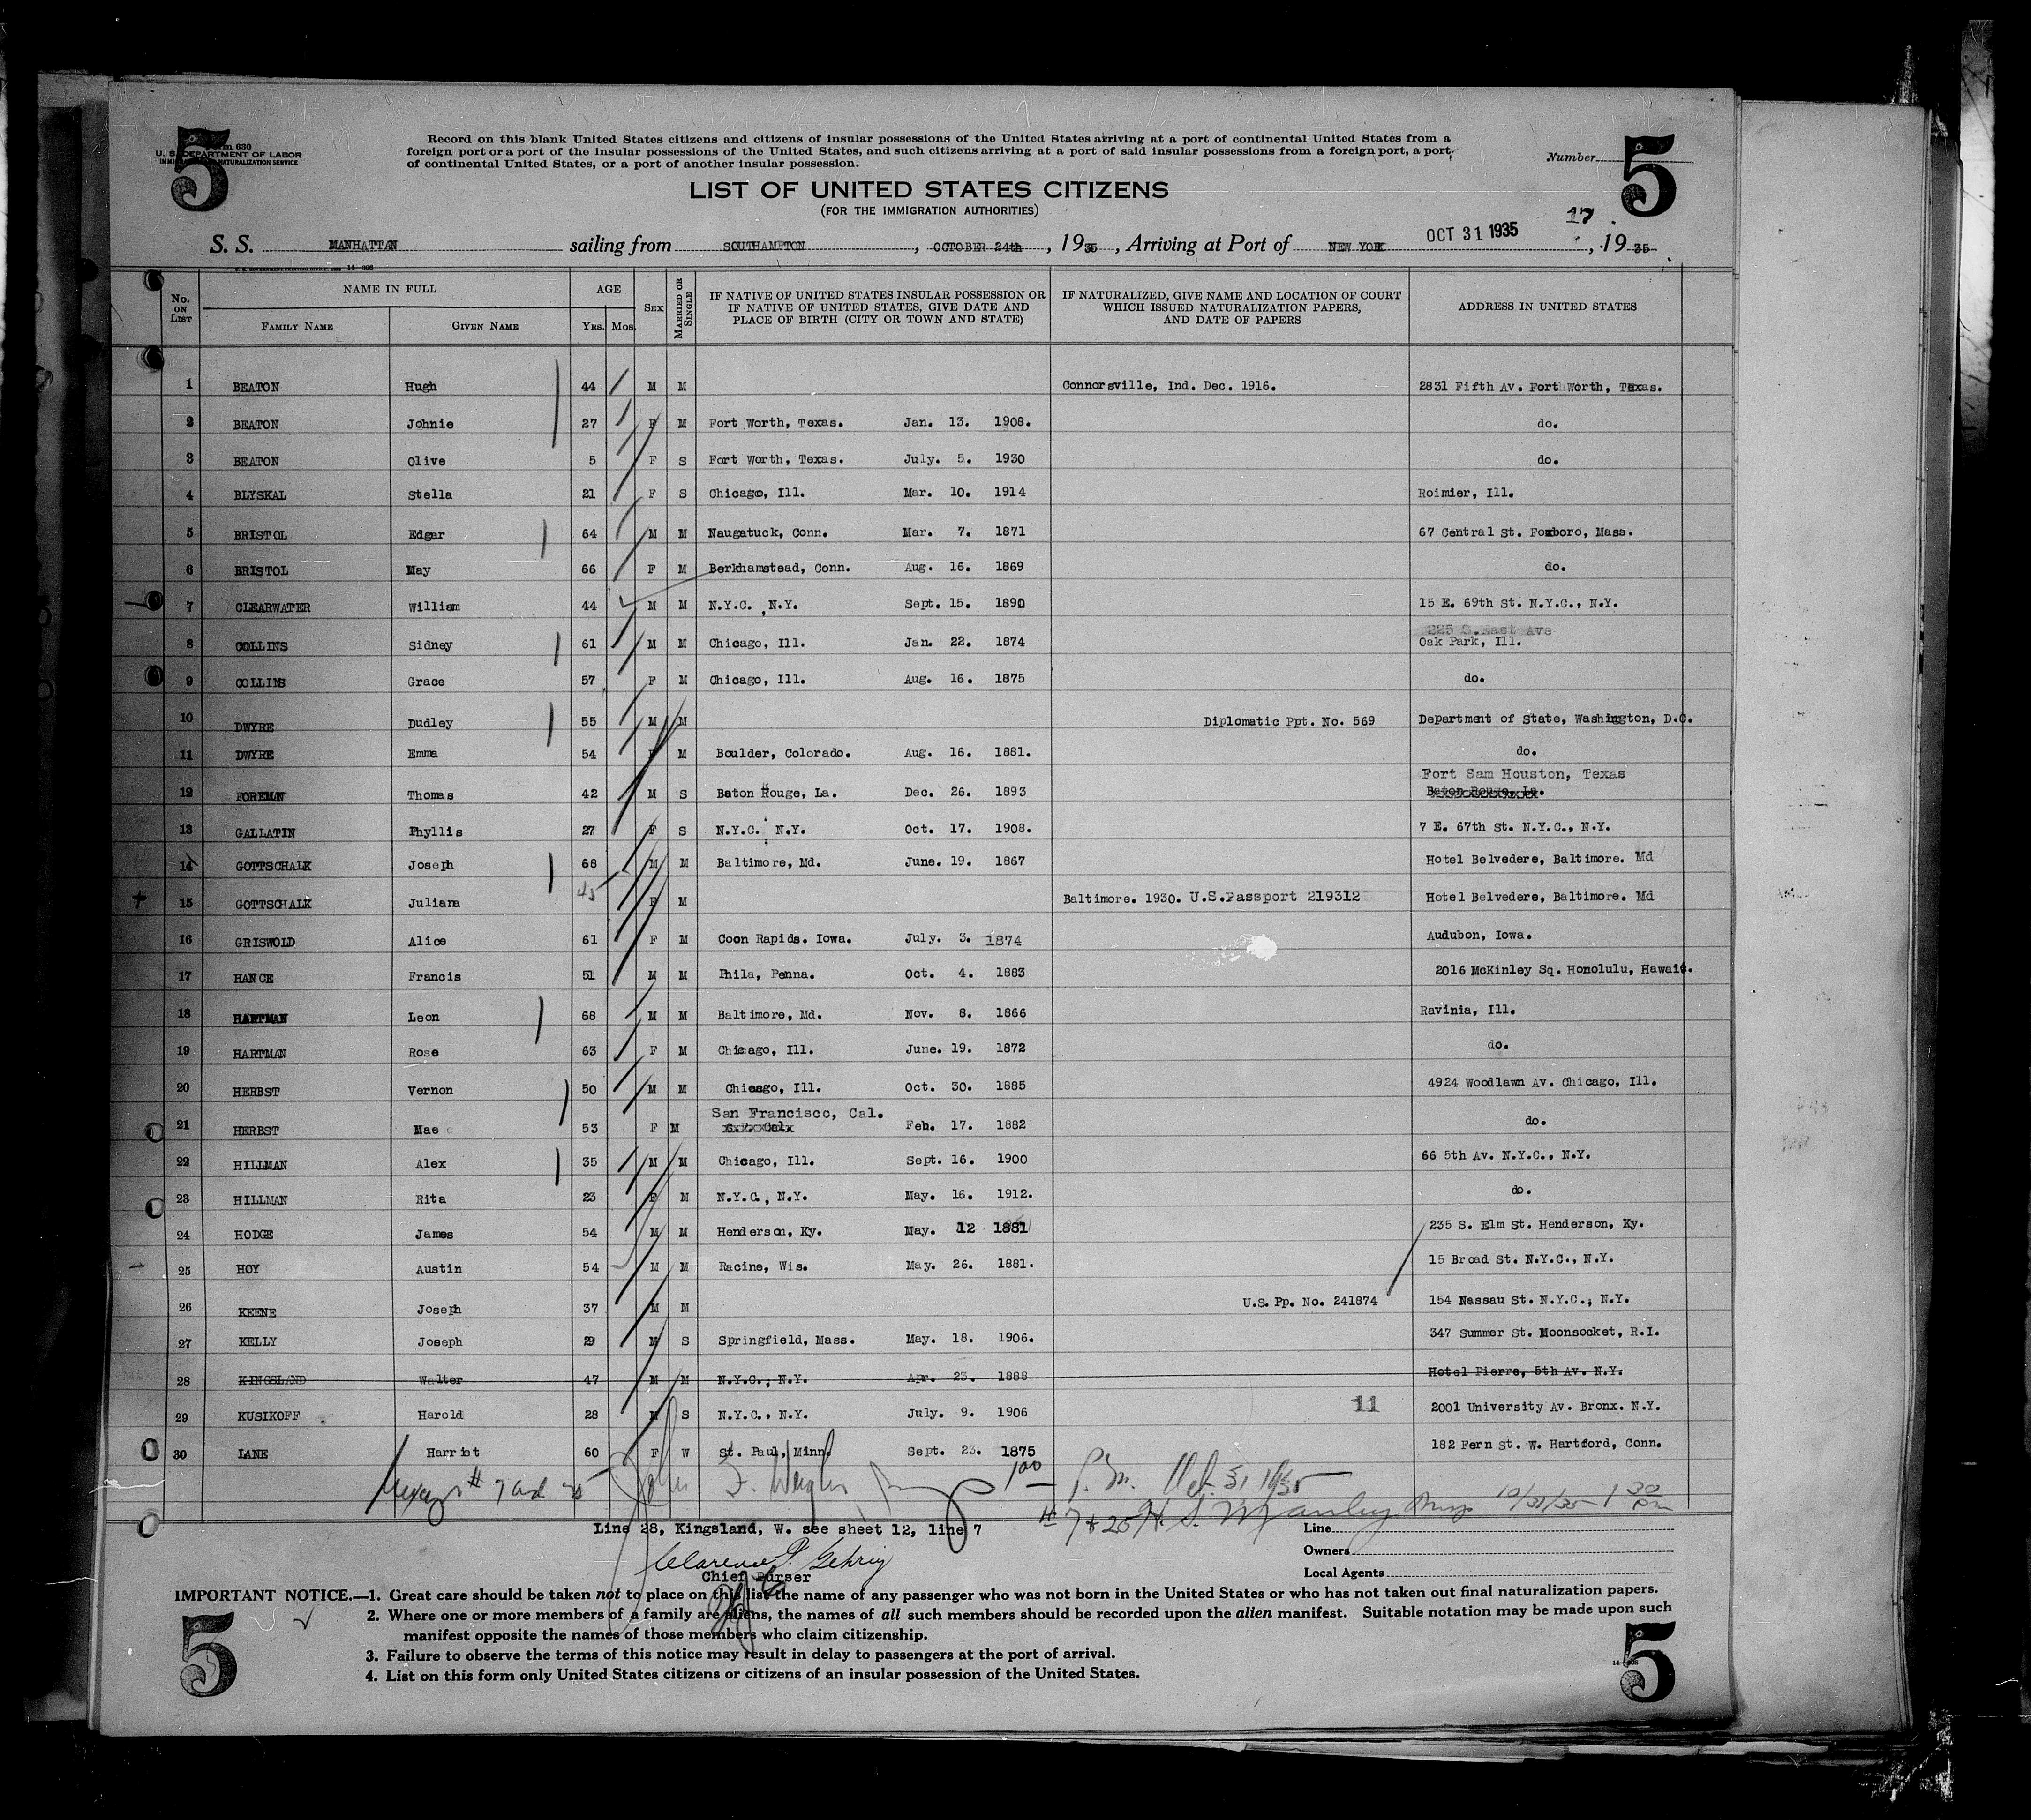 5
Form 630
U. S. DEPARTMENT OF LABOR
IMMIGRATION AND NATURALIZATION SERVICE
Record on this blank United States citizens and citizens of insular possessions of the United States arriving at a port of continental United States from a
foreign port or a port of the insular possessions of the United States, and such citizens arriving at a port of said insular possessions from a foreign port, a port
of continental United States, or a port of another insular possession.
Number
5
LIST OF UNITED STATES CITIZENS
(FOR THE IMMIGRATION AUTHORITIES)
17
S. S. MANHATTAN sailing from SOUTHAMPTON, OCTOBER 24th, 1935, Arriving at Port of NEW YORK OCT 31 1935, 1935
No. ON LIST NAME IN FULL AGE SEX MARRIED OR SINGLE IF NATIVE OF UNITED STATES INSULAR POSSESSION OR IF NATIVE OF UNITED STATES, GIVE DATE AND PLACE OF BIRTH (CITY OR TOWN AND STATE) IF NATURALIZED, GIVE NAME AND LOCATION OF COURT WHICH ISSUED NATURALIZATION PAPERS, AND DATE OF PAPERS ADDRESS IN UNITED STATES
FAMILY NAME GIVEN NAME YRS. MOS.
1 BEATON Hugh 44 M M Connorsville, Ind. Dec. 1916. 2831 Fifth Av. Fort Worth, Texas.
2 BEATON Johnie 27 F M Fort Worth, Texas. Jan. 13. 1908. do.
3 BEATON Olive 5 F S Fort Worth, Texas. July. 5. 1930 do.
4 BLYSKAL Stella 21 F S Chicago, Ill. Mar. 10. 1914 Roimier, Ill.
5 BRISTOL Edgar 64 M M Naugatuck, Conn. Mar. 7. 1871 67 Central St. Foxboro, Mass.
6 BRISTOL May 66 F M Berkhamstead, Conn. Aug. 16. 1869 do.
7 CLEARWATER William 44 M M N.Y.C. N.Y. Sept. 15. 1890 15 E. 69th St. N.Y.C., N.Y.
225 S. East Ave
8 COLLINS Sidney 61 M M Chicago, Ill. Jan. 22. 1874 Oak Park, Ill.
9 COLLINS Grace 57 F M Chicago, Ill. Aug. 16. 1875 do.
10 DWYRE Dudley 55 M M Diplomatic Ppt. No. 569 Department of State, Washington, D.C.
11 DWYRE Emma 54 F M Boulder, Colorado. Aug. 16. 1881. do.
Fort Sam Houston, Texas
12 FOREMAN Thomas 42 M S Baton Rouge, La. Dec. 26. 1893 Baton Rouge, La.
13 GALLATIN Phyllis 27 F S N.Y.C. N.Y. Oct. 17. 1908. 7 E. 67th St. N.Y.C., N.Y.
14 GOTTSCHALK Joseph 68 M M Baltimore, Md. June. 19. 1867 Hotel Belvedere, Baltimore. Md
15 GOTTSCHALK Juliana 45 F M Baltimore. 1930. U.S.Passport 219312 Hotel Belvedere, Baltimore. Md
16 GRISWOLD Alice 61 F M Coon Rapids. Iowa. July. 3. 1874 Audubon, Iowa.
17 HANCE Francis 51 M M Phila, Penna. Oct. 4. 1883 2016 McKinley Sq. Honolulu, Hawaii.
18 HARTMAN Leon 68 M M Baltimore, Md. Nov. 8. 1866 Ravinia, Ill.
19 HARTMAN Rose 63 F M Chicago, Ill. June. 19. 1872 do.
20 HERBST Vernon 50 M M Chicago, Ill. Oct. 30. 1885 4924 Woodlawn Av. Chicago, Ill.
San Francisco, Cal.
21 HERBST Mae 53 F M Feb. 17. 1882 do.
22 HILLMAN Alex 35 M M Chicago, Ill. Sept. 16. 1900 66 5th Av. N.Y.C., N.Y.
23 HILLMAN Rita 23 F M N.Y.C., N.Y. May. 16. 1912. do.
24 HODGE James 54 M M Henderson, Ky. May. 12 1881 235 S. Elm St. Henderson, Ky.
25 HOY Austin 54 M M Racine, Wis. May. 26. 1881. 15 Broad St. N.Y.C., N.Y.
26 KEENE Joseph 37 M M U.S. Pp. No. 241874 154 Nassau St. N.Y.C., N.Y.
27 KELLY Joseph 29 M S Springfield, Mass. May. 18. 1906. 347 Summer St. Moonsocket, R.I.
28 KINGSLAND Walter 47 M M N.Y.C., N.Y. Apr. 23. 1888 Hotel Pierre, 5th Av. N.Y.
29 KUSIKOFF Harold 28 M S N.Y.C., N.Y. July. 9. 1906 11 2001 University Av. Bronx. N.Y.
30 LANE Harriet 60 F W St. Paul, Minn. Sept. 23. 1875 182 Fern St. W. Hartford, Conn.
# 7 and 25 John F. 1 00 P.M. Oct. 31 1935
# 7 + 25 H. S. Manley 10/31/35 1 30 pm
Line 28, Kingsland, W. see sheet 12, line 7
Line
Clarence P. Gehrig
Owners
Chief Purser
Local Agents
IMPORTANT NOTICE.—1. Great care should be taken not to place on this list the name of any passenger who was not born in the United States or who has not taken out final naturalization papers.
2. Where one or more members of a family are aliens, the names of all such members should be recorded upon the alien manifest. Suitable notation may be made upon such
manifest opposite the names of those members who claim citizenship.
3. Failure to observe the terms of this notice may result in delay to passengers at the port of arrival.
4. List on this form only United States citizens or citizens of an insular possession of the United States.
5
5